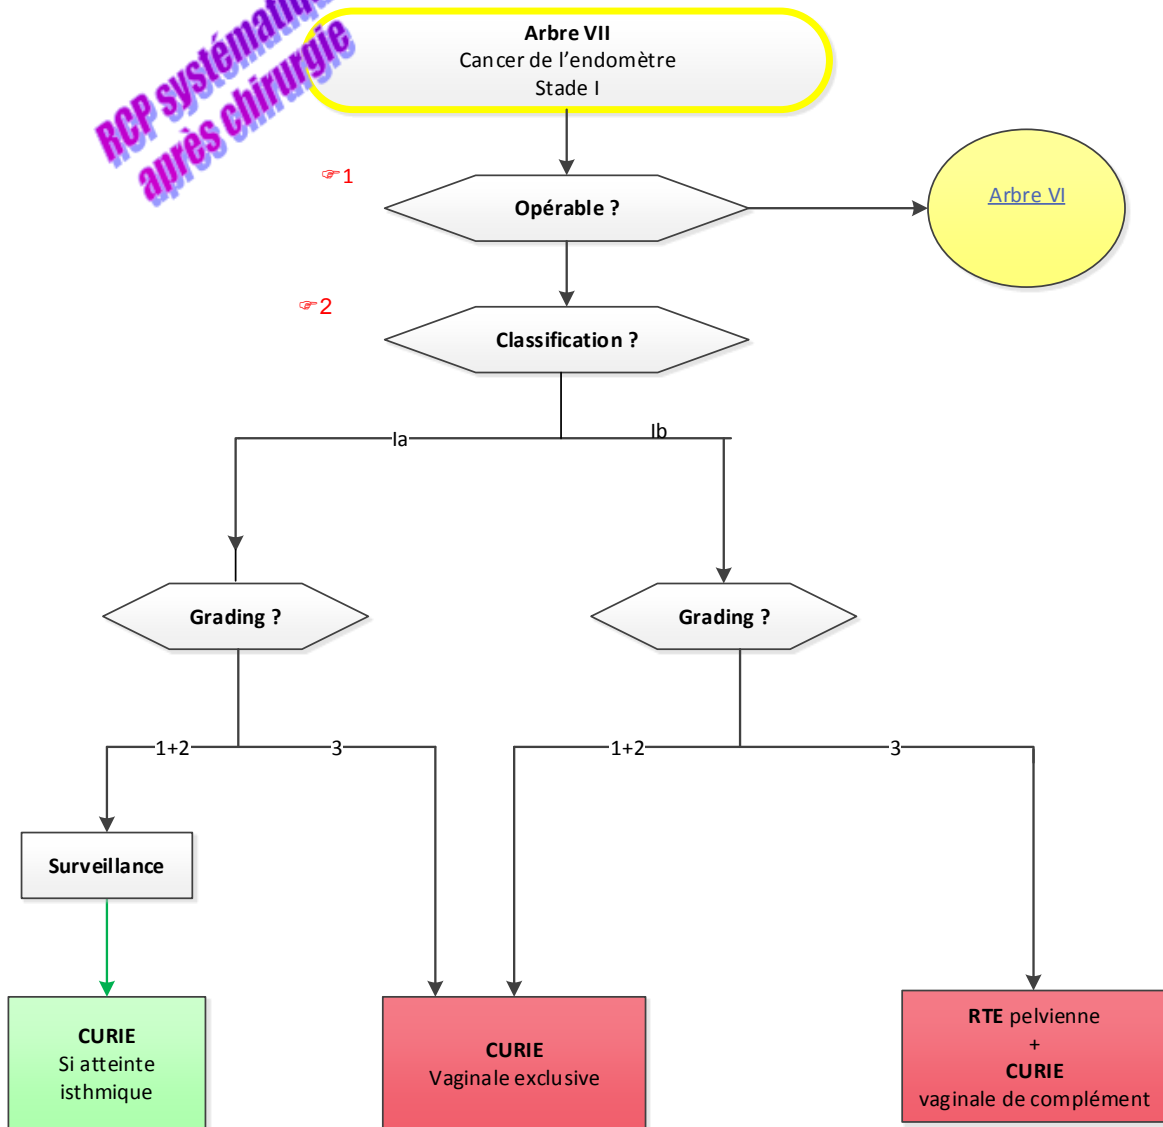 RCP systématique
après chirurgie
Arbre VII
Cancer de l'endomètre
Stade I
☞1
Opérable ?
Arbre VI
☞2
Classification ?
Ia
Ib
Grading ?
Grading ?
1+2
3
1+2
3
Surveillance
CURIE
Si atteinte
isthmique
CURIE
Vaginale exclusive
RTE pelvienne
+
CURIE
vaginale de complément